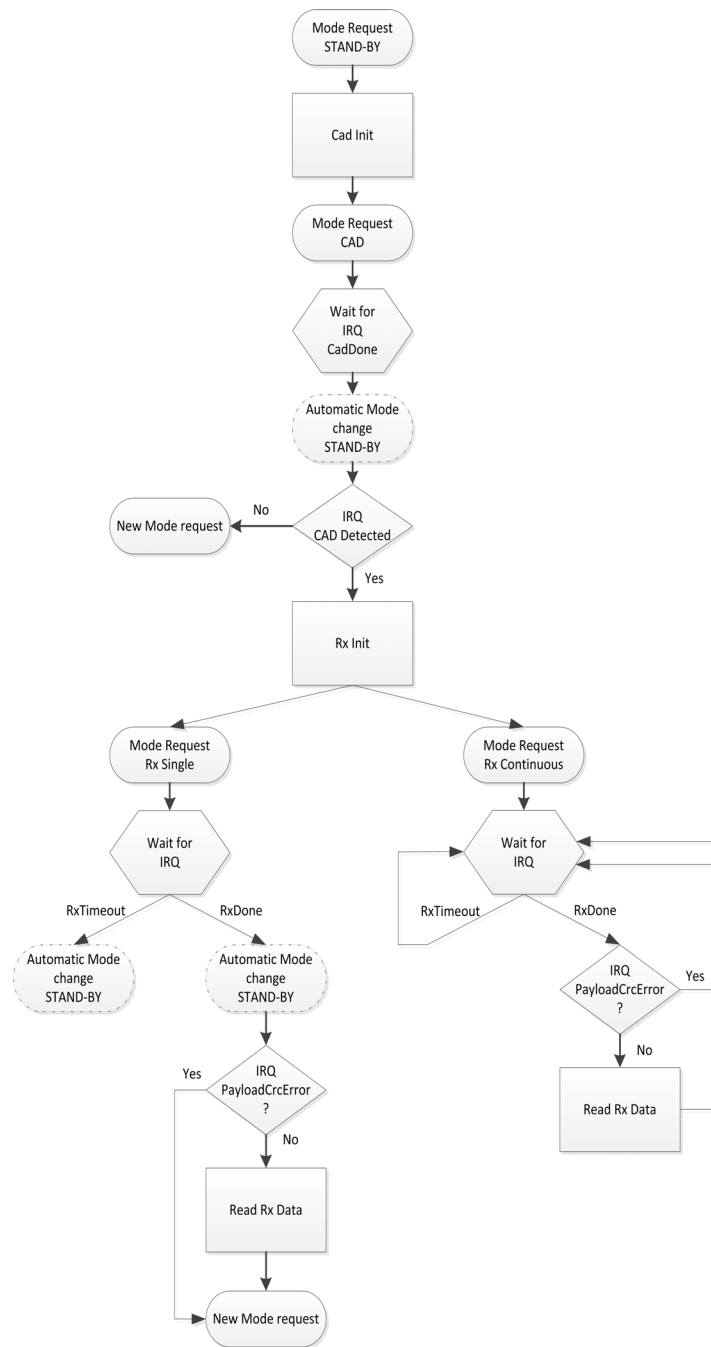 Mode Request
STAND-BY
Cad Init
Mode Request
CAD
Wait for
IRQ
CadDone
Automatic Mode
change
STAND-BY
IRQ
CAD Detected
No
New Mode request
Yes
Rx Init
Mode Request
Rx Single
Mode Request
Rx Continuous
Wait for
IRQ
Wait for
IRQ
RxTimeout
RxDone
RxTimeout
RxDone
Automatic Mode
change
STAND-BY
Automatic Mode
change
STAND-BY
IRQ
PayloadCrcError
?
Yes
No
Read Rx Data
Yes
IRQ
PayloadCrcError
?
No
Read Rx Data
New Mode request